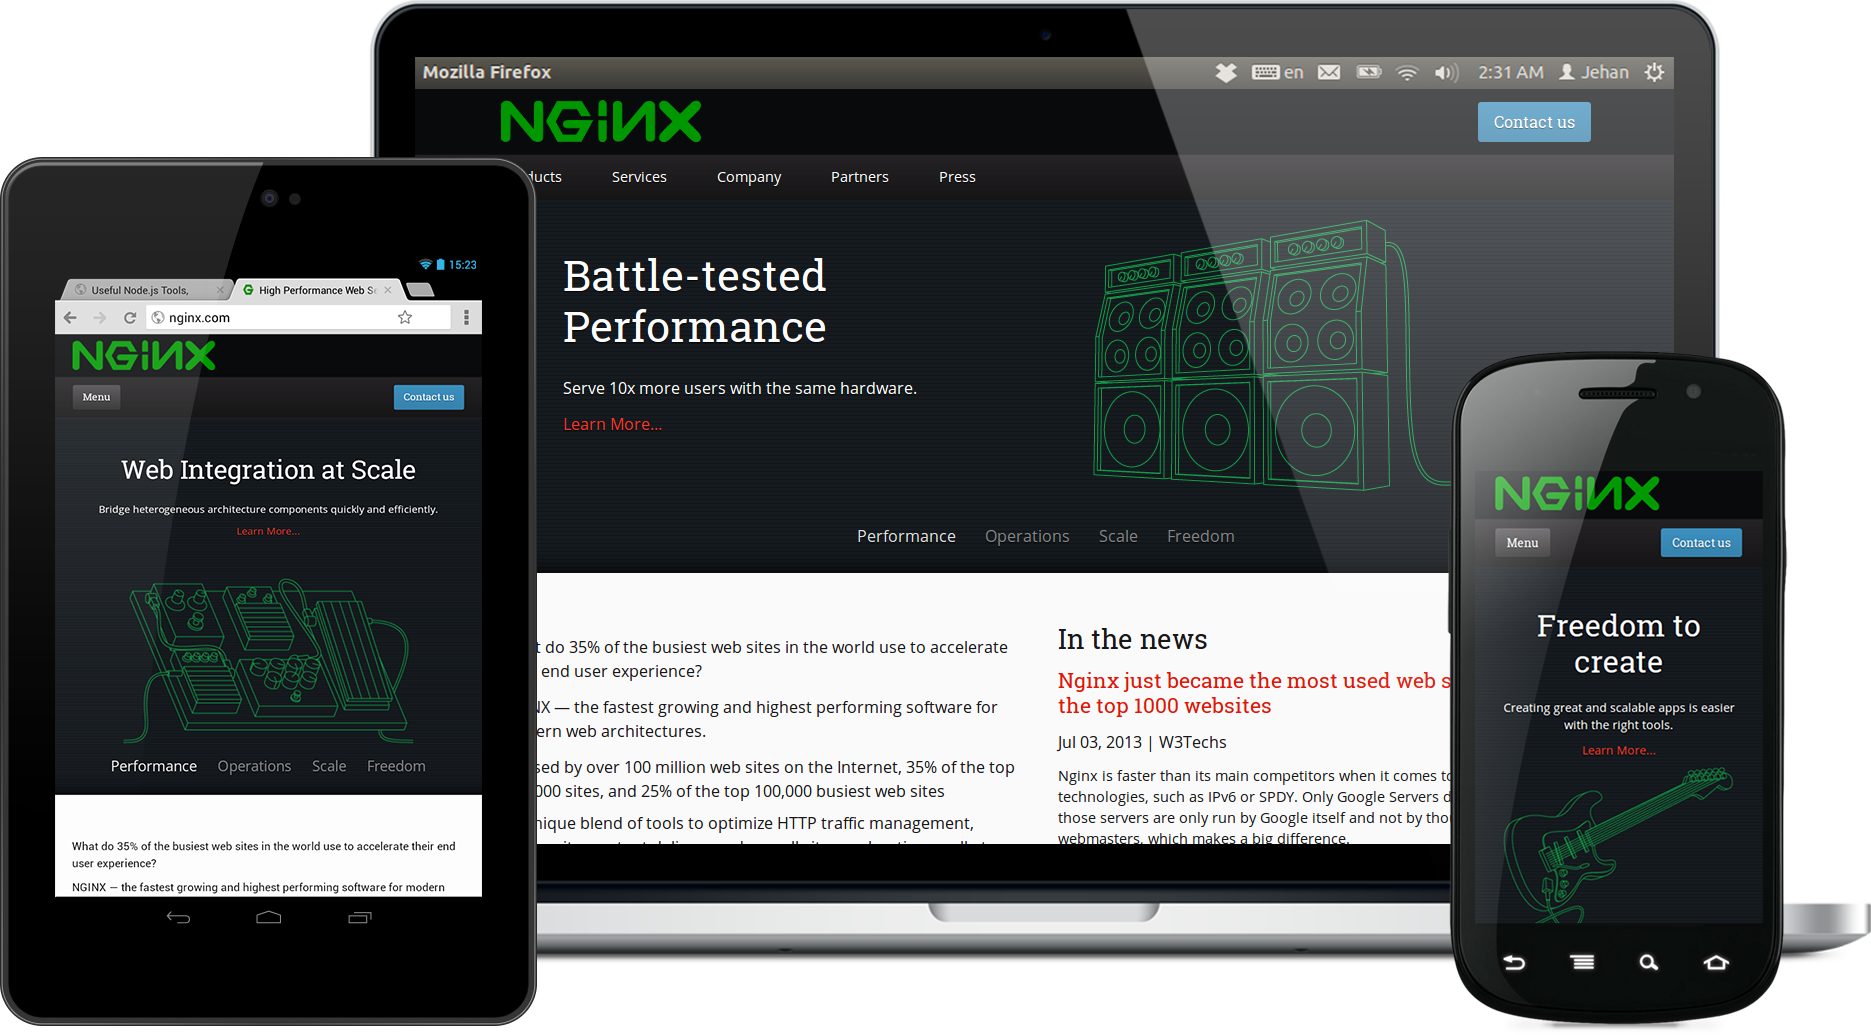 Mozilla Firefox
en
2:31 AM
Jehan
NGINX
Contact us
Services
Company
Partners
Press
Battle-tested
Performance
Serve 10x more users with the same hardware.
Learn More...
Performance
Operations
Scale
Freedom
do 35% of the busiest web sites in the world use to accelerate
end user experience?
— the fastest growing and highest performing software for
web architectures.
by over 100 million web sites on the Internet, 35% of the top
sites, and 25% of the top 100,000 busiest web sites
blend of tools to optimize HTTP traffic management,
In the news
Nginx just became the most used web
the top 1000 websites
Jul 03, 2013 | W3Techs
Nginx is faster than its main competitors when it comes
technologies, such as IPv6 or SPDY. Only Google Servers
those servers are only run by Google itself and not by
webmasters, which makes a big difference.
15:23
Useful Node.js Tools,
High Performance Web
nginx.com
NGINX
Menu
Contact us
Web Integration at Scale
Bridge heterogeneous architecture components quickly and efficiently.
Learn More...
Performance
Operations
Scale
Freedom
What do 35% of the busiest web sites in the world use to accelerate their end
user experience?
NGINX — the fastest growing and highest performing software for modern
NGINX
Menu
Contact us
Freedom to
create
Creating great and scalable apps is easier
with the right tools.
Learn More...